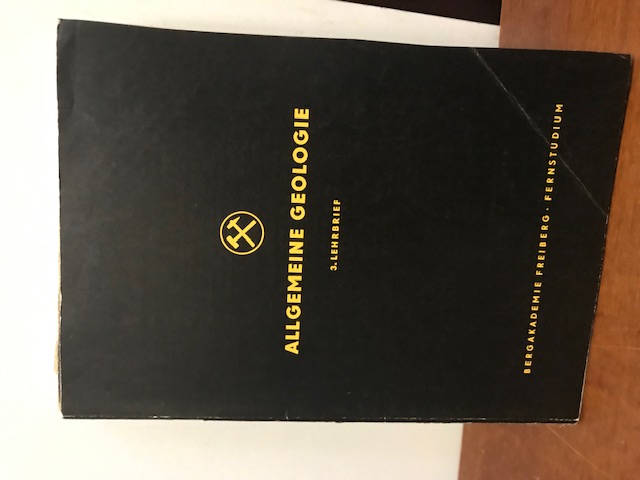 ALLGEMEINE GEOLOGIE
3. LEHRBRIEF
BERGAKADEMIE FREIBERG · FERNSTUDIUM